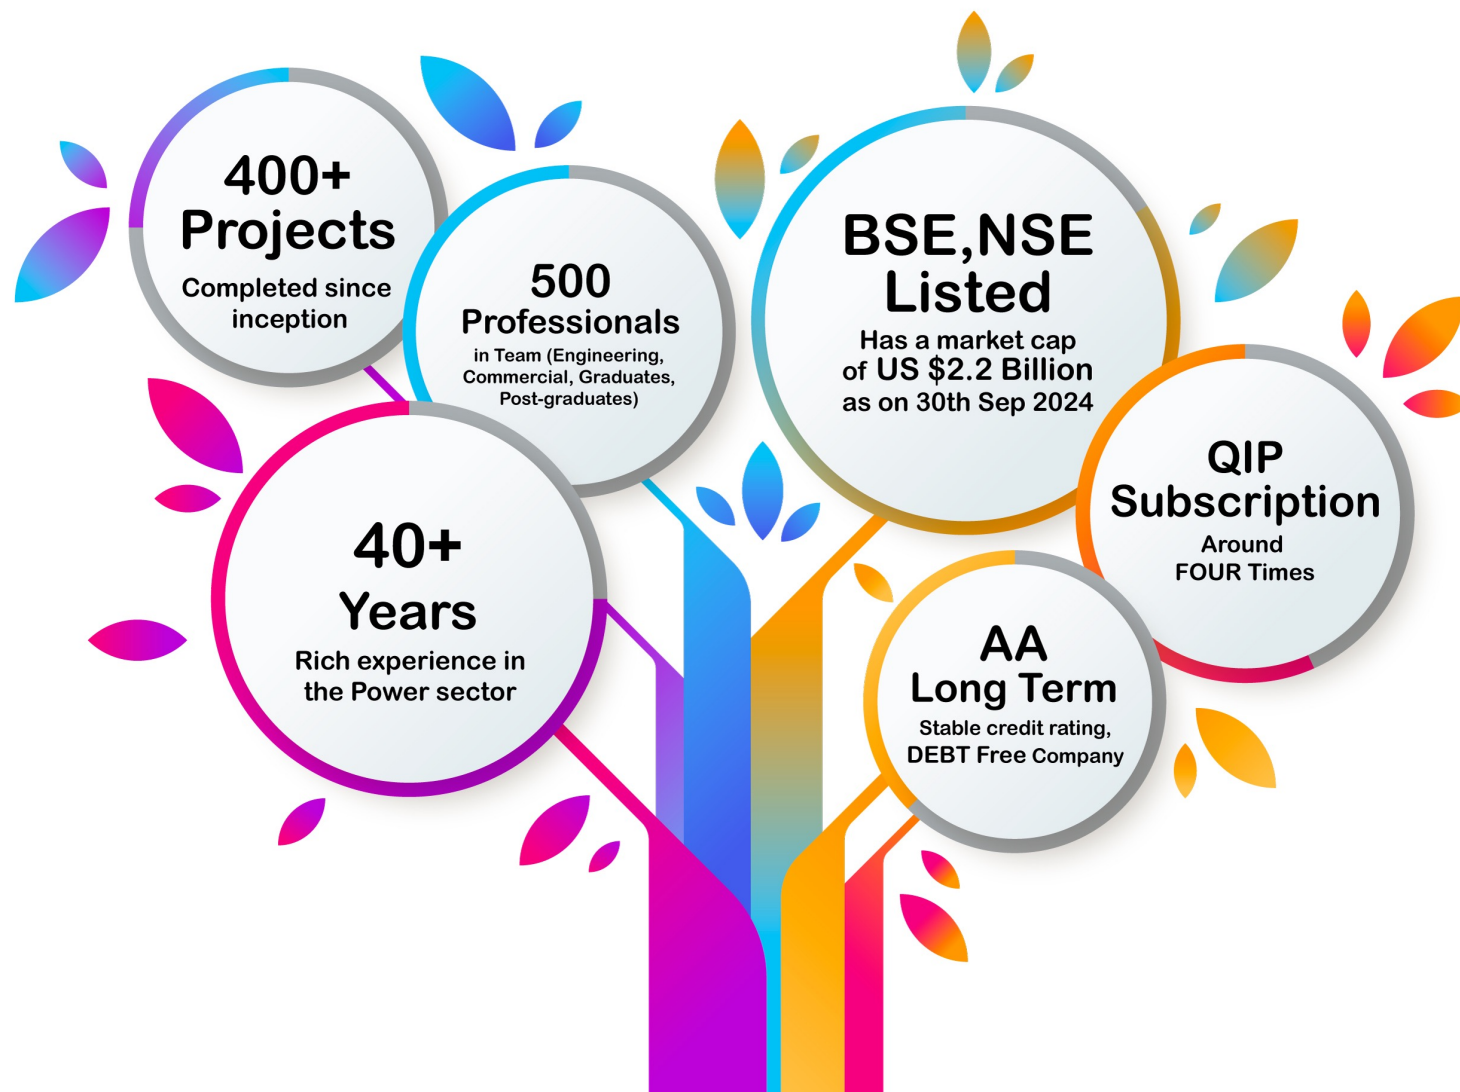 400+
Projects
Completed since
inception
500
Professionals
in Team (Engineering,
Commercial, Graduates,
Post-graduates)
40+
Years
Rich experience in
the Power sector
BSE,NSE
Listed
Has a market cap
of US $2.2 Billion
as on 30th Sep 2024
QIP
Subscription
Around
FOUR Times
AA
Long Term
Stable credit rating,
DEBT Free Company